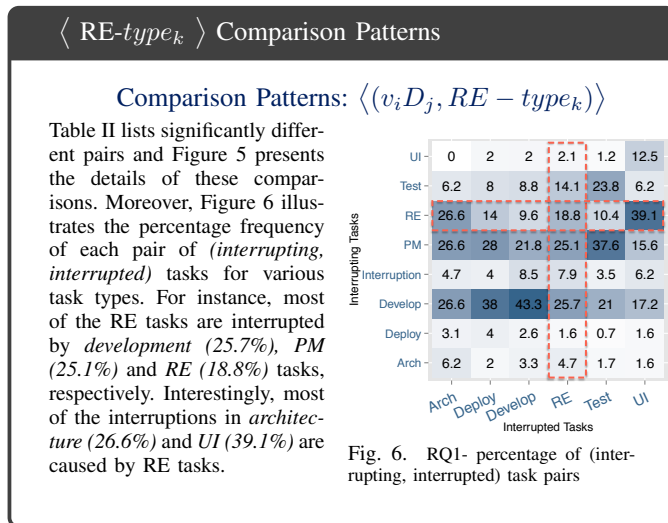 ⟨ RE-type_k ⟩ Comparison Patterns
Comparison Patterns: ⟨(v_iD_j, RE − type_k)⟩
Table II lists significantly differ-
ent pairs and Figure 5 presents
the details of these compar-
isons. Moreover, Figure 6 illus-
trates the percentage frequency
of each pair of (interrupting,
interrupted) tasks for various
task types. For instance, most
of the RE tasks are interrupted
by development (25.7%), PM
(25.1%) and RE (18.8%) tasks,
respectively. Interestingly, most
of the interruptions in architec-
ture (26.6%) and UI (39.1%) are
caused by RE tasks.
Interrupting Tasks
UI 0 2 2 2.1 1.2 12.5
Test 6.2 8 8.8 14.1 23.8 6.2
RE 26.6 14 9.6 18.8 10.4 39.1
PM 26.6 28 21.8 25.1 37.6 15.6
Interruption 4.7 4 8.5 7.9 3.5 6.2
Develop 26.6 38 43.3 25.7 21 17.2
Deploy 3.1 4 2.6 1.6 0.7 1.6
Arch 6.2 2 3.3 4.7 1.7 1.6
Arch Deploy Develop RE Test UI
Interrupted Tasks
Fig. 6. RQ1- percentage of (inter-
rupting, interrupted) task pairs